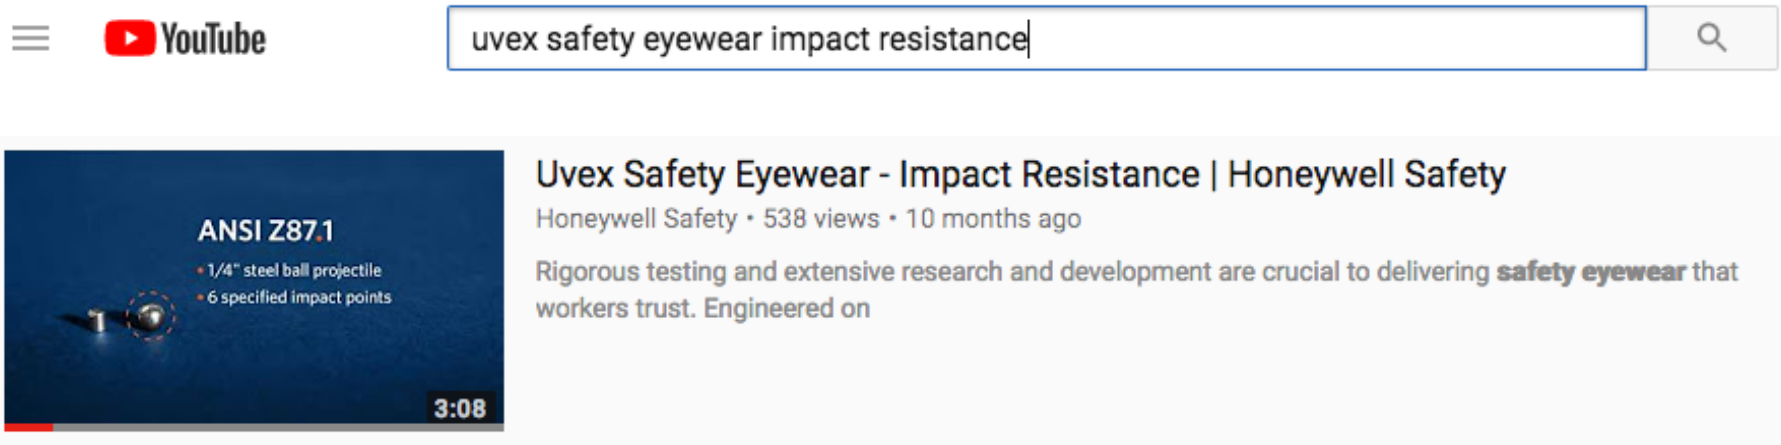 YouTube
uvex safety eyewear impact resistance
Uvex Safety Eyewear - Impact Resistance | Honeywell Safety
Honeywell Safety • 538 views • 10 months ago
ANSI Z87.1
• 1/4" steel ball projectile
• 6 specified impact points
3:08
Rigorous testing and extensive research and development are crucial to delivering safety eyewear that
workers trust. Engineered on